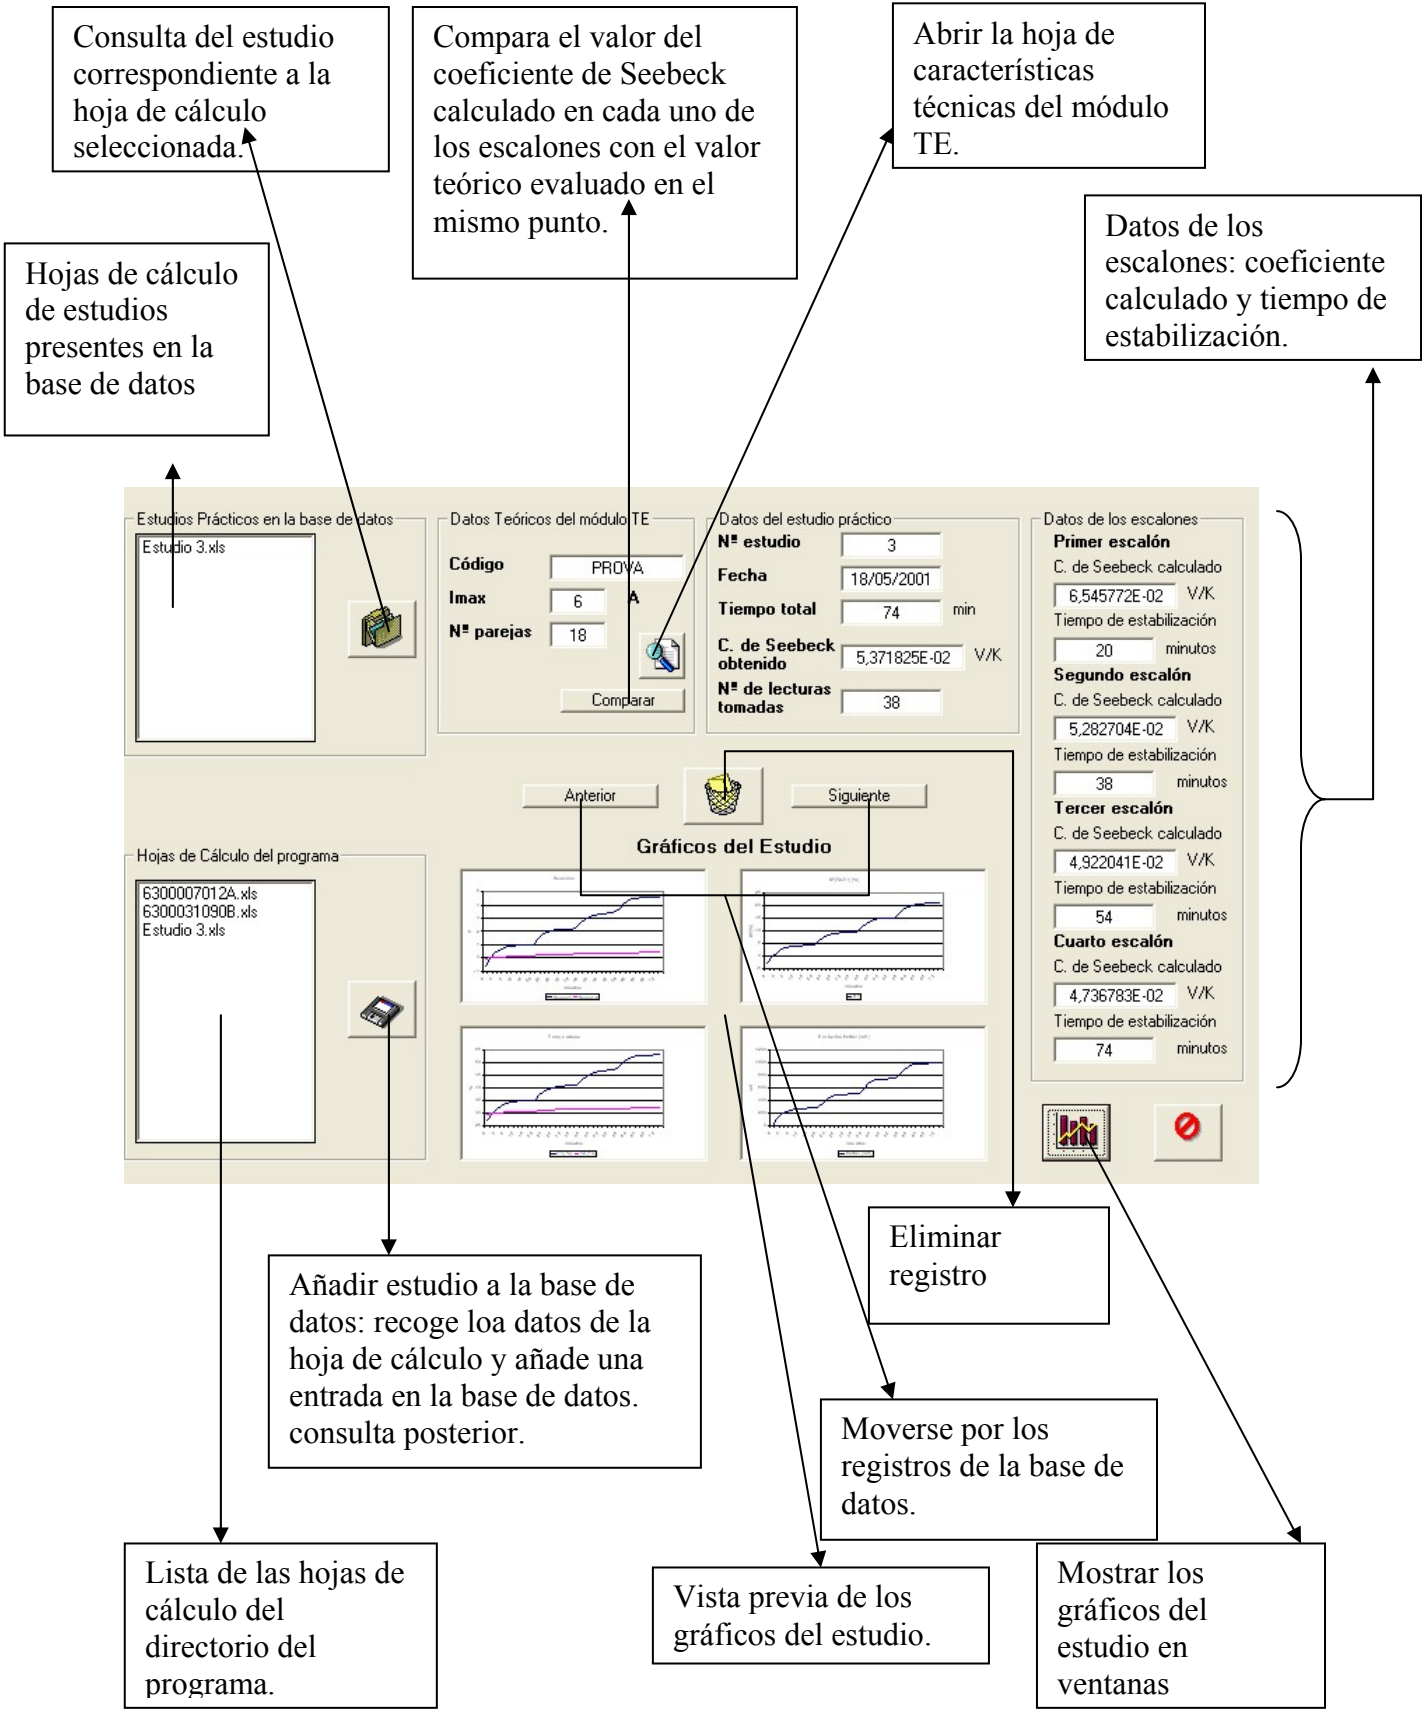 Consulta del estudio
correspondiente a la
hoja de cálculo
seleccionada.
Compara el valor del
coeficiente de Seebeck
calculado en cada uno de
los escalones con el valor
teórico evaluado en el
mismo punto.
Abrir la hoja de
características
técnicas del módulo
TE.
Datos de los
escalones: coeficiente
calculado y tiempo de
estabilización.
Hojas de cálculo
de estudios
presentes en la
base de datos
Estudios Prácticos en la base de datos
Estudio 3.xls
Datos Teóricos del módulo TE
Código PROVA
Imax 6 A
Nº parejas 18
Comparar
Datos del estudio práctico
Nº estudio 3
Fecha 18/05/2001
Tiempo total 74 min
C. de Seebeck
obtenido 5,371825E-02 V/K
Nº de lecturas
tomadas 38
Datos de los escalones
Primer escalón
C. de Seebeck calculado
6,545772E-02 V/K
Tiempo de estabilización
20 minutos
Segundo escalón
C. de Seebeck calculado
5,282704E-02 V/K
Tiempo de estabilización
38 minutos
Tercer escalón
C. de Seebeck calculado
4,922041E-02 V/K
Tiempo de estabilización
54 minutos
Cuarto escalón
C. de Seebeck calculado
4,736783E-02 V/K
Tiempo de estabilización
74 minutos
Anterior
Siguiente
Gráficos del Estudio
Hojas de Cálculo del programa
6300007012A.xls
6300031090B.xls
Estudio 3.xls
Eliminar
registro
Añadir estudio a la base de
datos: recoge loa datos de la
hoja de cálculo y añade una
entrada en la base de datos.
consulta posterior.
Moverse por los
registros de la base de
datos.
Lista de las hojas de
cálculo del
directorio del
programa.
Vista previa de los
gráficos del estudio.
Mostrar los
gráficos del
estudio en
ventanas